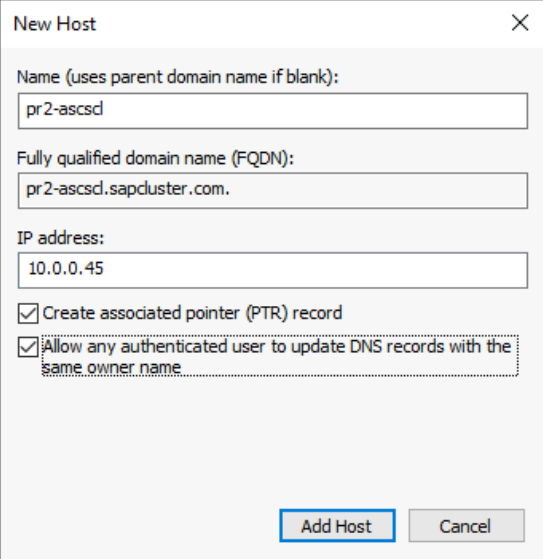 New Host
Name (uses parent domain name if blank):
pr2-ascscl
Fully qualified domain name (FQDN):
pr2-ascscl.sapcluster.com.
IP address:
10.0.0.45
Create associated pointer (PTR) record
Allow any authenticated user to update DNS records with the
same owner name
Add Host
Cancel